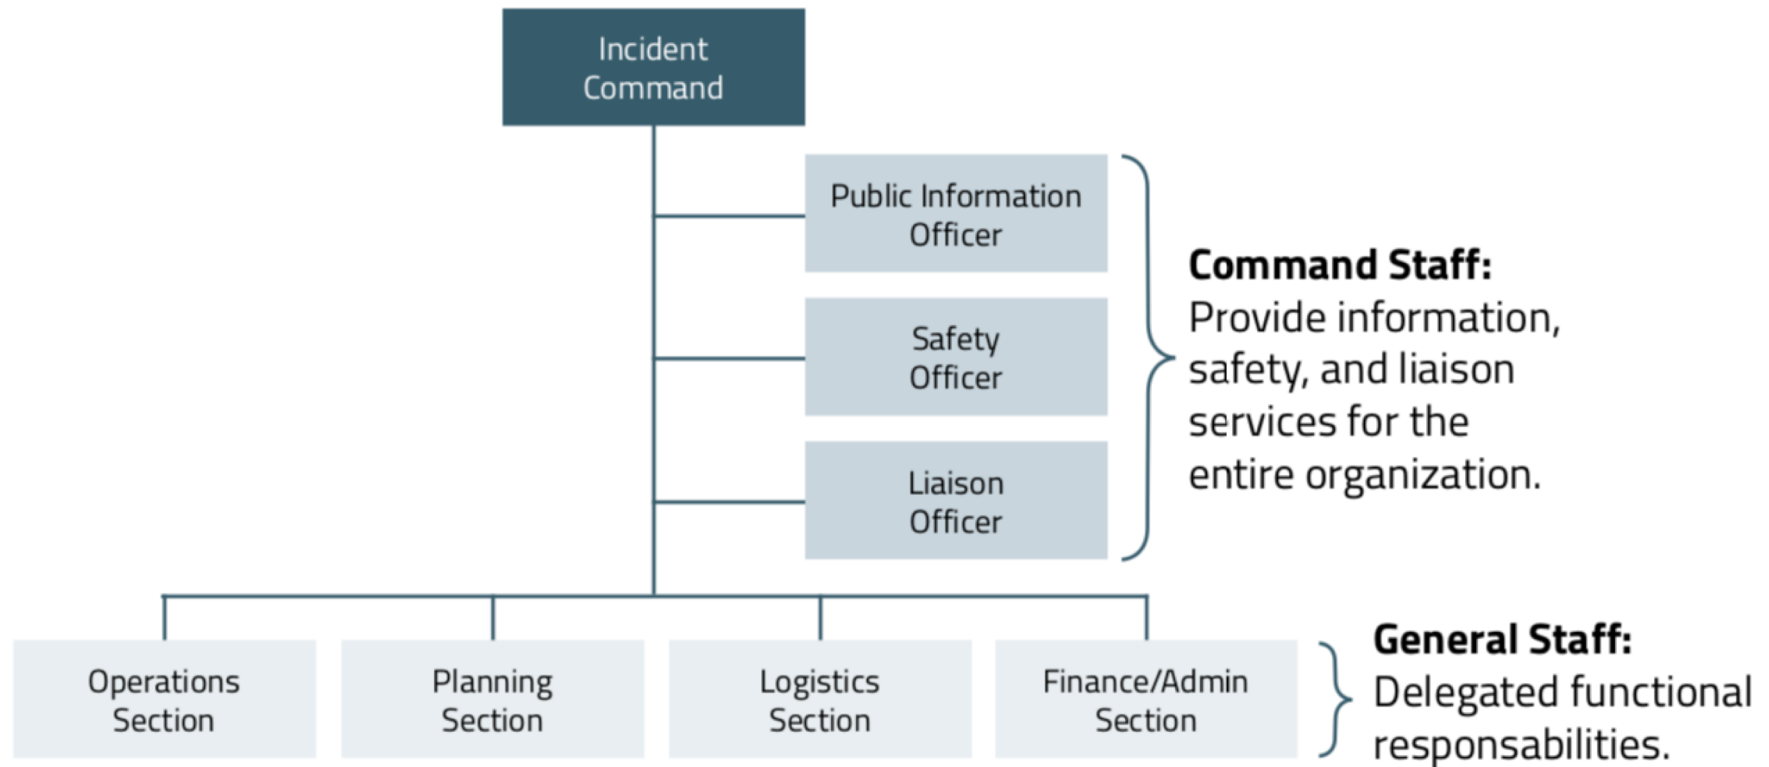 Incident
Command
Public Information
Officer
Safety
Officer
Liaison
Officer
Command Staff:
Provide information,
safety, and liaison
services for the
entire organization.
Operations
Section
Planning
Section
Logistics
Section
Finance/Admin
Section
General Staff:
Delegated functional
responsabilities.